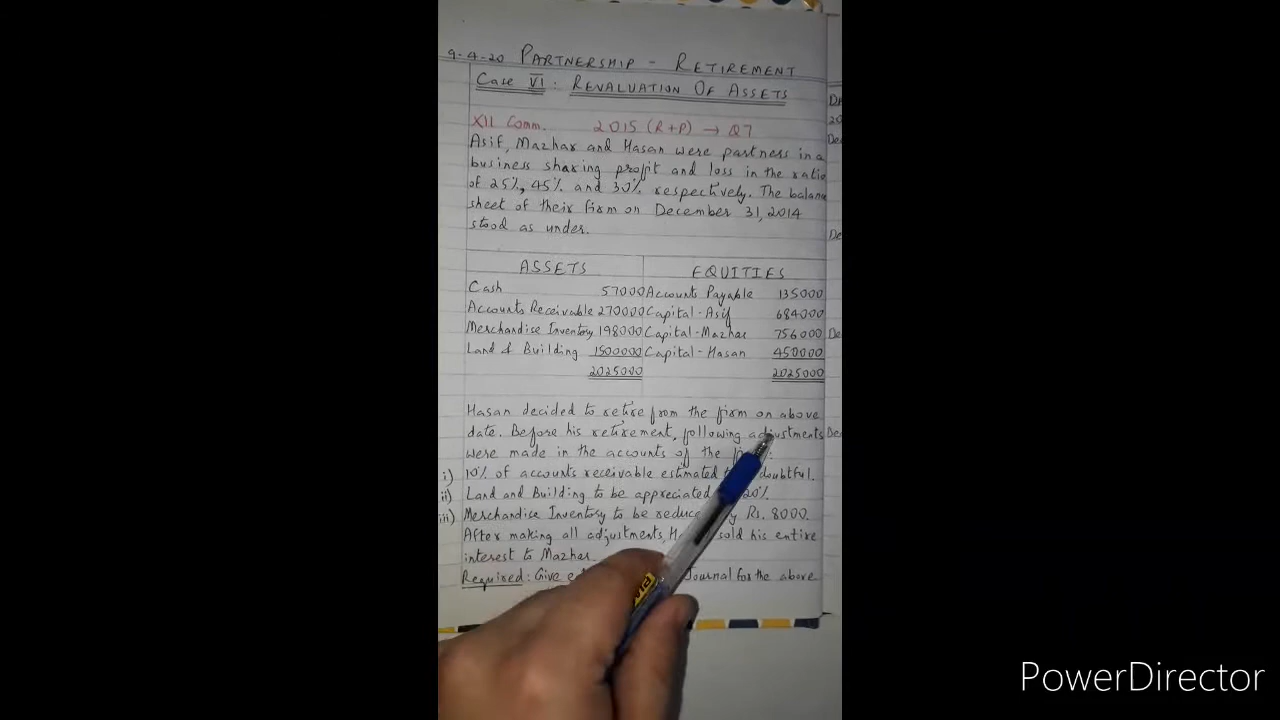 9-4-20 PARTNERSHIP - RETIREMENT
Case VI : REVALUATION OF ASSETS
XII Comm. 2015 (R+P) → Q7
Asif, Mazhar and Hasan were partners in a
business sharing profit and loss in the ratio
of 25%, 45% and 30% respectively. The balance
sheet of their firm on December 31, 2014
stood as under.
ASSETS EQUITIES
Cash 57000 Accounts Payable 135000
Accounts Receivable 270000 Capital-Asif 684000
Merchandise Inventory 198000 Capital-Mazhar 756000
Land & Building 1500000 Capital-Hasan 450000
2025000 2025000
Hasan decided to retire from the firm on above
date. Before his retirement, following adjustments
were made in the accounts of the
i) 10% of accounts receivable estimated doubtful.
ii) Land and Building to be appreciated 20%.
iii) Merchandise Inventory to be reduc y Rs. 8000.
After making all adjustments, H sold his entire
interest to Mazhar.
Required: Give Journal for the above
PowerDirector